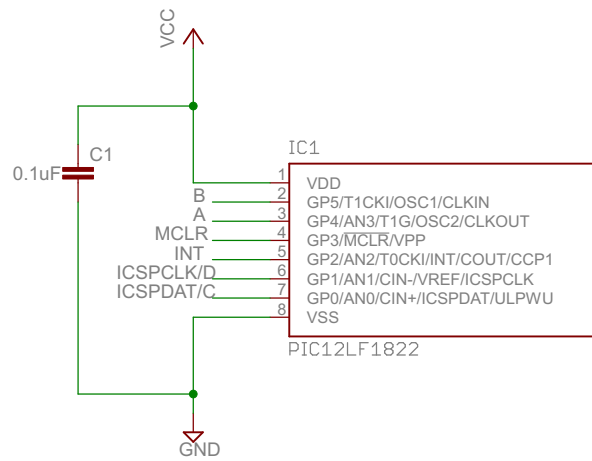 VCC
IC1
C1
0.1uF
1 VDD
B 2 GP5/T1CKI/OSC1/CLKIN
A 3 GP4/AN3/T1G/OSC2/CLKOUT
MCLR 4 GP3/MCLR/VPP
INT 5 GP2/AN2/T0CKI/INT/COUT/CCP1
ICSPCLK/D 6 GP1/AN1/CIN-/VREF/ICSPCLK
ICSPDAT/C 7 GP0/AN0/CIN+/ICSPDAT/ULPWU
8 VSS
PIC12LF1822
GND